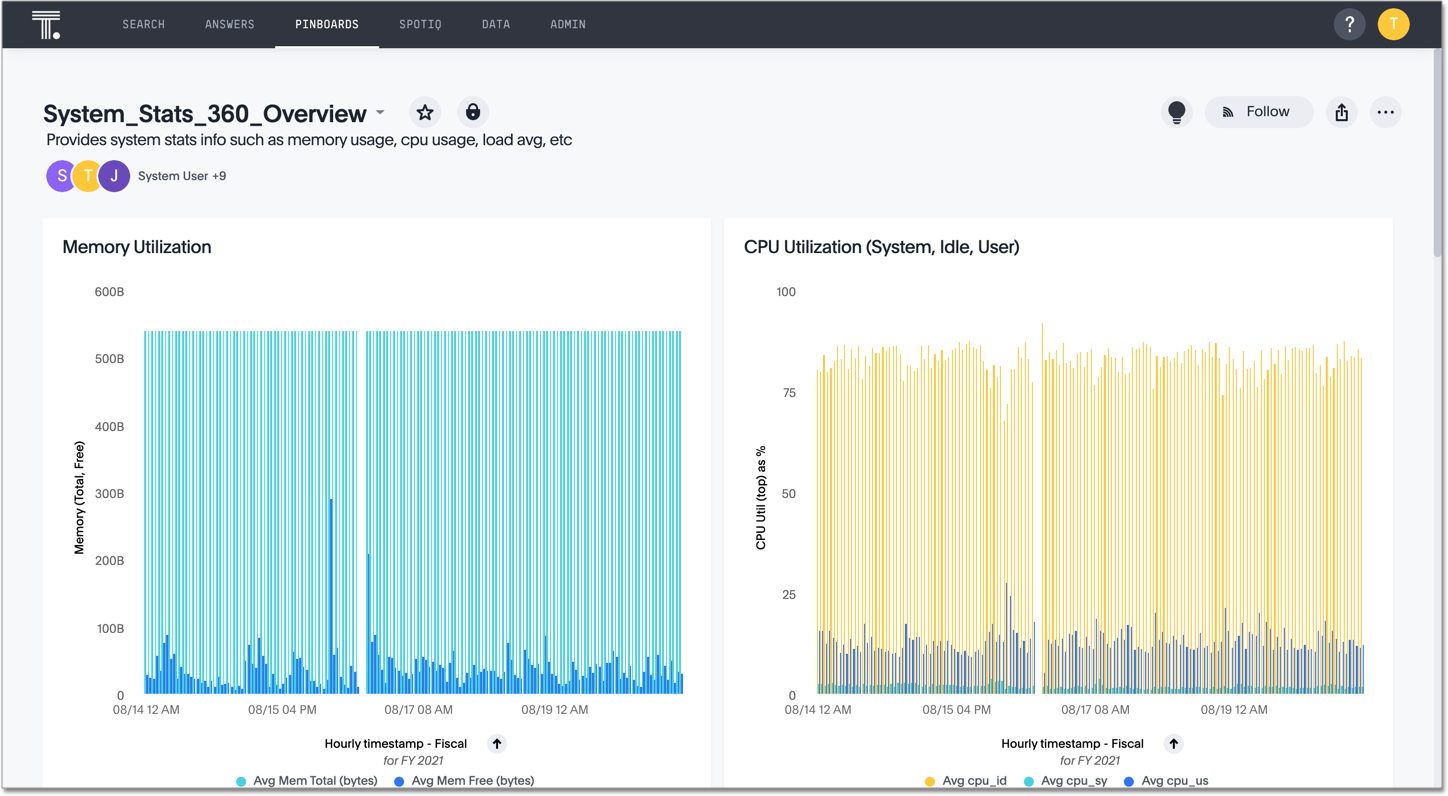 T.
SEARCH ANSWERS PINBOARDS SPOTIQ DATA ADMIN ? T
System_Stats_360_Overview
Follow
Provides system stats info such as memory usage, cpu usage, load avg, etc
S T J System User +9
Memory Utilization
600B
500B
400B
300B
200B
100B
0
Memory (Total, Free)
08/14 12 AM 08/15 04 PM 08/17 08 AM 08/19 12 AM
Hourly timestamp - Fiscal
for FY 2021
Avg Mem Total (bytes) Avg Mem Free (bytes)
CPU Utilization (System, Idle, User)
100
75
50
25
0
CPU Util (top) as %
08/14 12 AM 08/15 04 PM 08/17 08 AM 08/19 12 AM
Hourly timestamp - Fiscal
for FY 2021
Avg cpu_id Avg cpu_sy Avg cpu_us